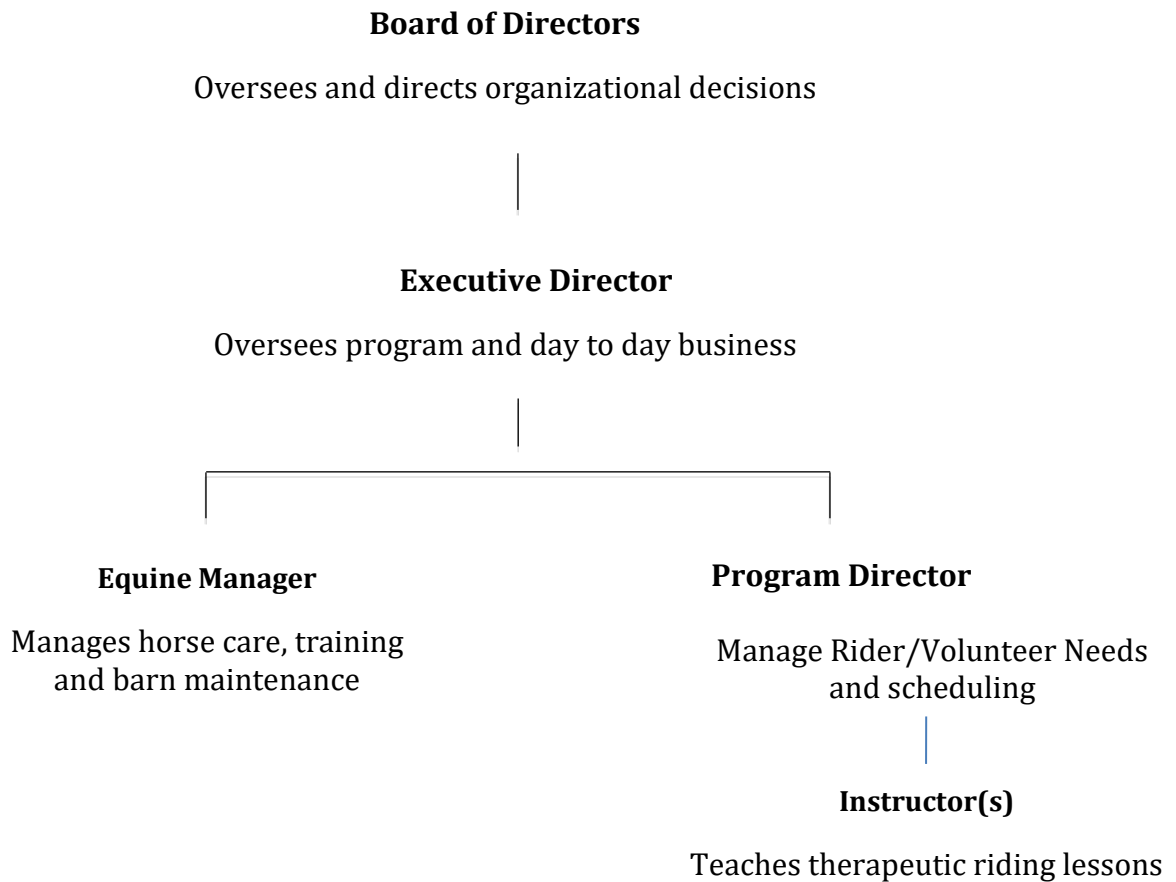 Board of Directors
Oversees and directs organizational decisions
Executive Director
Oversees program and day to day business
Equine Manager
Manages horse care, training
and barn maintenance
Program Director
Manage Rider/Volunteer Needs
and scheduling
Instructor(s)
Teaches therapeutic riding lessons